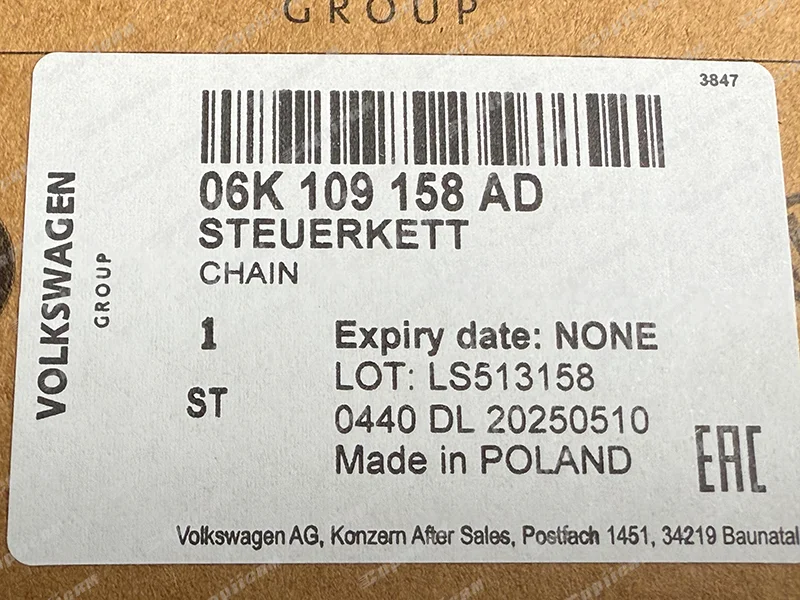 GROUP
3847
06K 109 158 AD
STEUERKETT
CHAIN
VOLKSWAGEN
GROUP
1
Expiry date: NONE
LOT: LS513158
ST
0440 DL 20250510
Made in POLAND
EAC
Volkswagen AG, Konzern After Sales, Postfach 1451, 34219 Baunatal